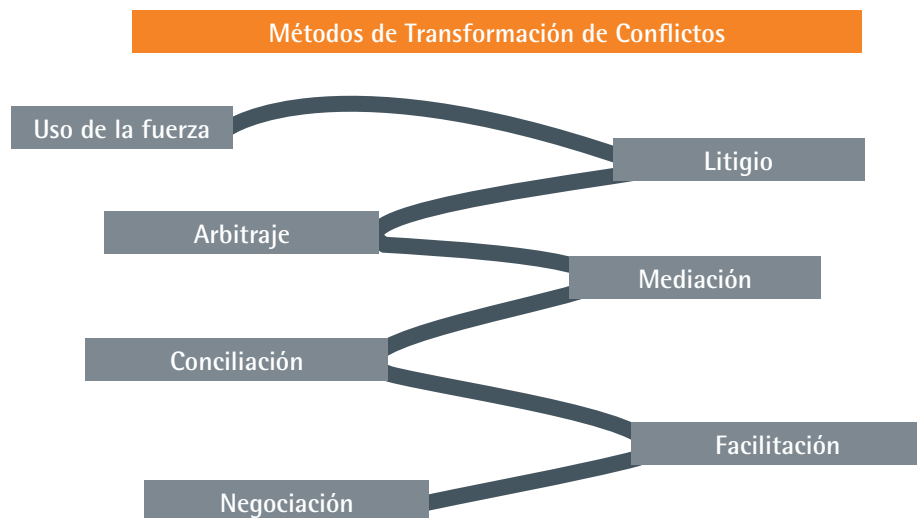 Métodos de Transformación de Conflictos
Uso de la fuerza
Litigio
Arbitraje
Mediación
Conciliación
Facilitación
Negociación